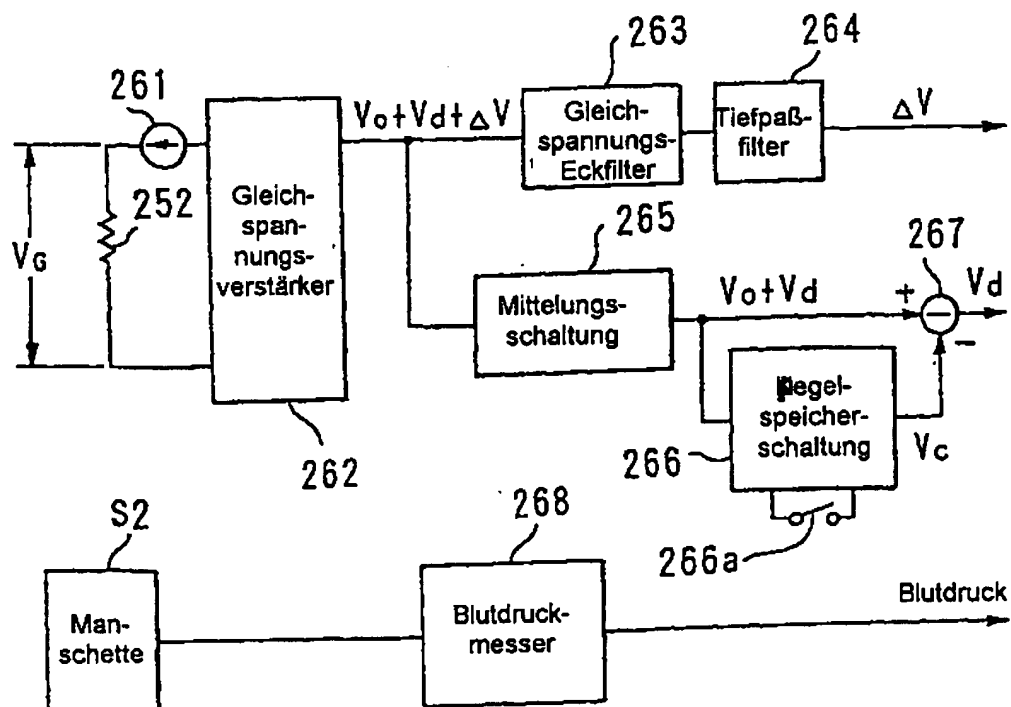 263
264
261
Vo+Vd+ΔV
Gleich-
spannungs-
Eckfilter
Tiefpaß-
filter
ΔV
252
VG
Gleich-
span-
nungs-
verstärker
265
267
Mittelungs-
schaltung
Vo+Vd
+
−
Vd
−
pegel-
speicher-
schaltung
266
Vc
262
S2
268
266a
Man-
schette
Blutdruck-
messer
Blutdruck